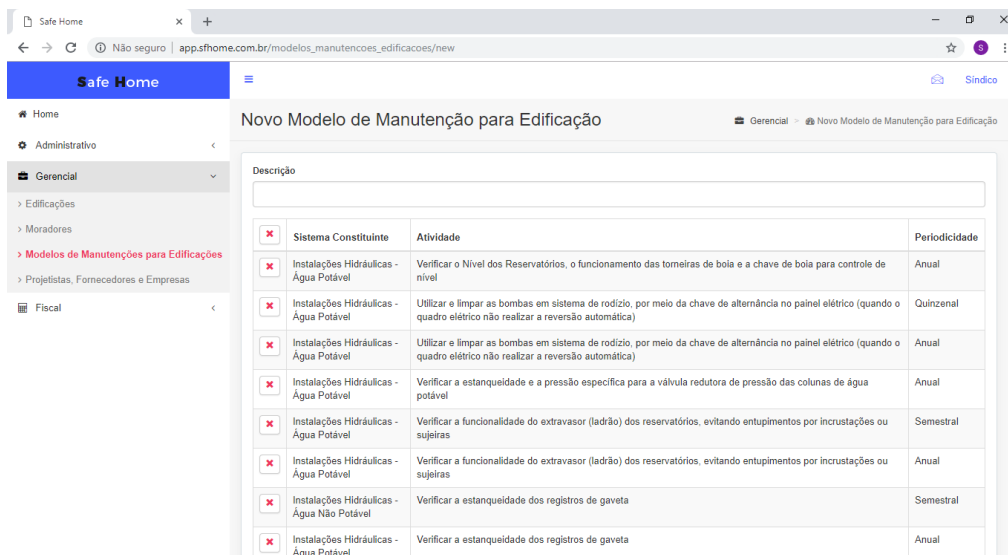 Safe Home
Não seguro | app.sfhome.com.br/modelos_manutencoes_edificacoes/new
S
Safe Home
Síndico
Home
Administrativo
Gerencial
Edificações
Moradores
Modelos de Manutenções para Edificações
Projetistas, Fornecedores e Empresas
Fiscal
Novo Modelo de Manutenção para Edificação
Gerencial > Novo Modelo de Manutenção para Edificação
Descrição
Sistema Constituinte Atividade Periodicidade
Instalações Hidráulicas - Verificar o Nível dos Reservatórios, o funcionamento das torneiras de boia e a chave de boia para controle de Anual
Água Potável nível
Instalações Hidráulicas - Utilizar e limpar as bombas em sistema de rodízio, por meio da chave de alternância no painel elétrico (quando o Quinzenal
Água Potável quadro elétrico não realizar a reversão automática)
Instalações Hidráulicas - Utilizar e limpar as bombas em sistema de rodízio, por meio da chave de alternância no painel elétrico (quando o Anual
Água Potável quadro elétrico não realizar a reversão automática)
Instalações Hidráulicas - Verificar a estanqueidade e a pressão específica para a válvula redutora de pressão das colunas de água Anual
Água Potável potável
Instalações Hidráulicas - Verificar a funcionalidade do extravasor (ladrão) dos reservatórios, evitando entupimentos por incrustações ou Semestral
Água Potável sujeiras
Instalações Hidráulicas - Verificar a funcionalidade do extravasor (ladrão) dos reservatórios, evitando entupimentos por incrustações ou Anual
Água Potável sujeiras
Instalações Hidráulicas - Verificar a estanqueidade dos registros de gaveta Semestral
Água Não Potável
Instalações Hidráulicas - Verificar a estanqueidade dos registros de gaveta Anual
Água Potável